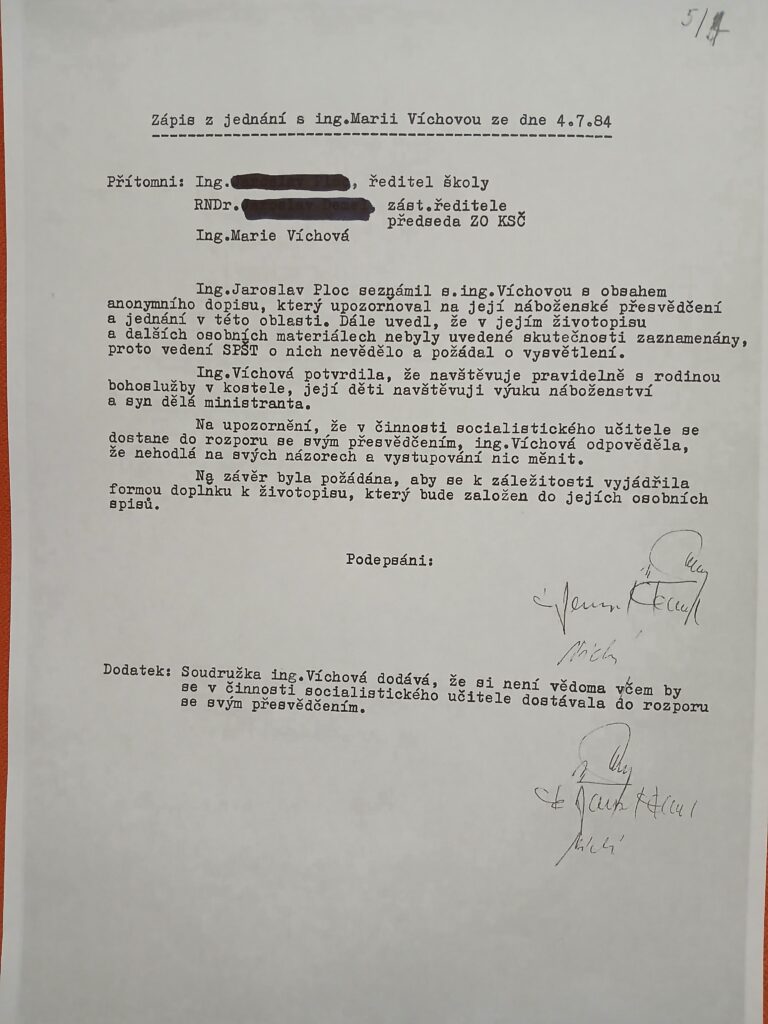 5/4
Zápis z jednání s ing.Marii Víchovou ze dne 4.7.84
Přítomni: Ing. , ředitel školy
RNDr. , zást.ředitele
předseda ZO KSČ
Ing.Marie Víchová
Ing.Jaroslav Ploc seznámil s.ing.Víchovou s obsahem
anonymního dopisu, který upozorňoval na její náboženské přesvědčení
a jednání v této oblasti. Dále uvedl, že v jejím životopisu
a dalších osobních materiálech nebyly uvedené skutečnosti zaznamenány,
proto vedení SPŠT o nich nevědělo a požádal o vysvětlení.
Ing.Víchová potvrdila, že navštěvuje pravidelně s rodinou
bohoslužby v kostele, její děti navštěvuji výuku náboženství
a syn dělá ministranta.
Na upozornění, že v činnosti socialistického učitele se
dostane do rozporu se svým přesvědčením, ing.Víchová odpověděla,
že nehodlá na svých názorech a vystupování nic měnit.
Na závěr byla požádána, aby se k záležitosti vyjádřila
formou doplňku k životopisu, který bude založen do jejích osobních
spisů.
Podepsáni:
Dodatek: Soudružka ing.Víchová dodává, že si není vědoma včem by
se v činnosti socialistického učitele dostávala do rozporu
se svým přesvědčením.